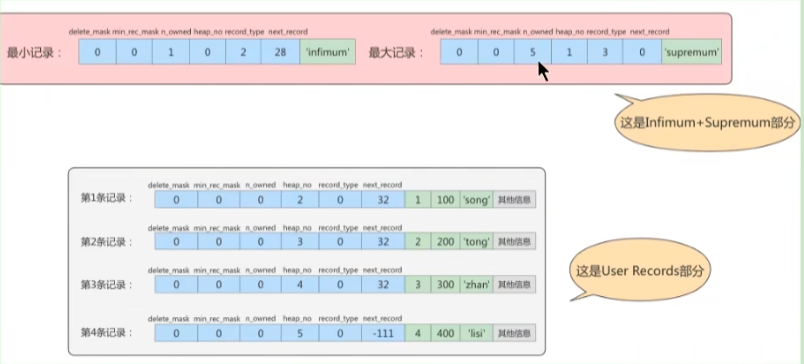 delete_mask min_rec_mask n_owned heap_no record_type next_record
最小记录： 0 0 1 0 2 28 'infimum'
delete_mask min_rec_mask n_owned heap_no record_type next_record
最大记录： 0 0 5 1 3 0 'supremum'
这是Infimum+Supremum部分
delete_mask min_rec_mask n_owned heap_no record_type next_record
第1条记录： 0 0 0 2 0 32 1 100 'song' 其他信息
delete_mask min_rec_mask n_owned heap_no record_type next_record
第2条记录： 0 0 0 3 0 32 2 200 'tong' 其他信息
delete_mask min_rec_mask n_owned heap_no record_type next_record
第3条记录： 0 0 0 4 0 32 3 300 'zhan' 其他信息
delete_mask min_rec_mask n_owned heap_no record_type next_record
第4条记录： 0 0 0 5 0 -111 4 400 'lisi' 其他信息
这是User Records部分